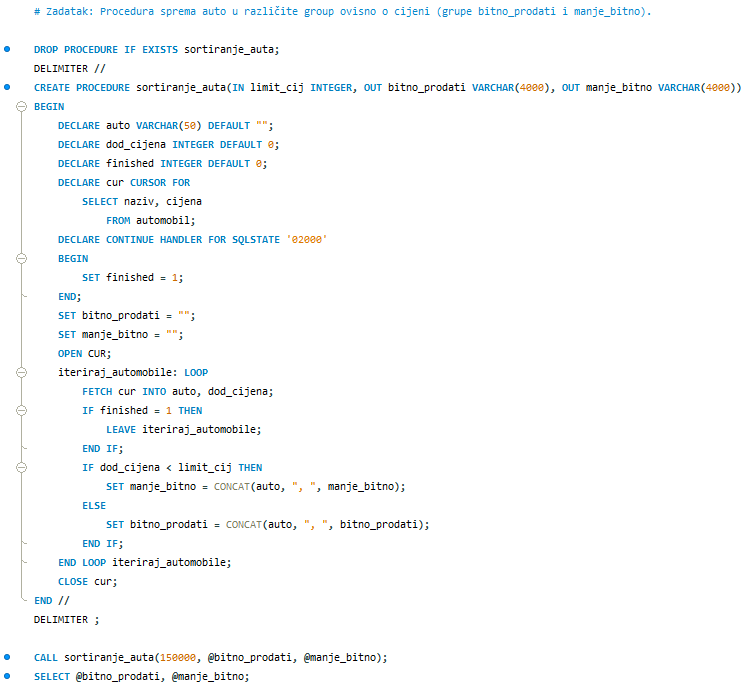 # Zadatak: Procedura sprema auto u različite group ovisno o cijeni (grupe bitno_prodati i manje_bitno).
DROP PROCEDURE IF EXISTS sortiranje_auta;
DELIMITER //
CREATE PROCEDURE sortiranje_auta(IN limit_cij INTEGER, OUT bitno_prodati VARCHAR(4000), OUT manje_bitno VARCHAR(4000))
BEGIN
DECLARE auto VARCHAR(50) DEFAULT "";
DECLARE dod_cijena INTEGER DEFAULT 0;
DECLARE finished INTEGER DEFAULT 0;
DECLARE cur CURSOR FOR
SELECT naziv, cijena
FROM automobil;
DECLARE CONTINUE HANDLER FOR SQLSTATE '02000'
BEGIN
SET finished = 1;
END;
SET bitno_prodati = "";
SET manje_bitno = "";
OPEN CUR;
iteriraj_automobile: LOOP
FETCH cur INTO auto, dod_cijena;
IF finished = 1 THEN
LEAVE iteriraj_automobile;
END IF;
IF dod_cijena < limit_cij THEN
SET manje_bitno = CONCAT(auto, ", ", manje_bitno);
ELSE
SET bitno_prodati = CONCAT(auto, ", ", bitno_prodati);
END IF;
END LOOP iteriraj_automobile;
CLOSE cur;
END //
DELIMITER ;
CALL sortiranje_auta(150000, @bitno_prodati, @manje_bitno);
SELECT @bitno_prodati, @manje_bitno;